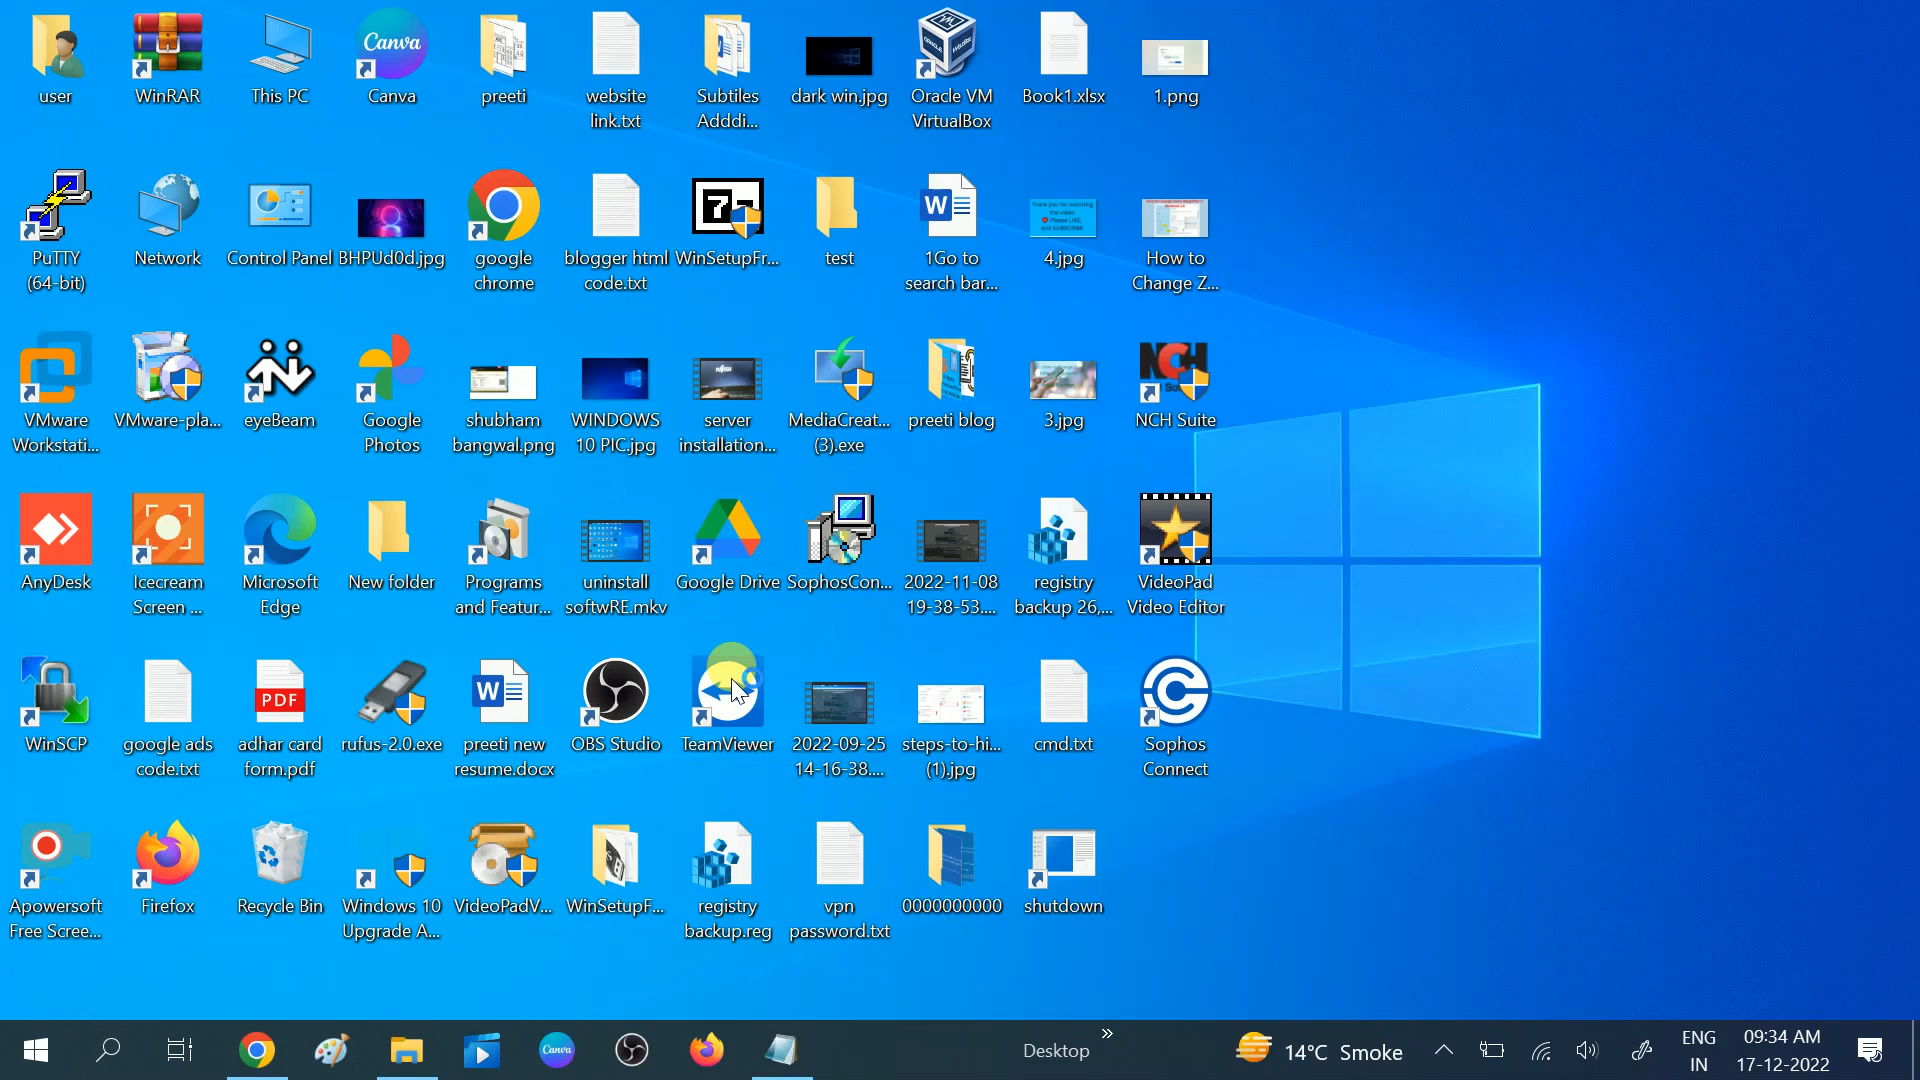 user
WinRAR
This PC
Canva
Canva
preeti
website
link.txt
Subtiles
Adddi...
dark win.jpg
Oracle VM
VirtualBox
Book1.xlsx
1.png
PuTTY
(64-bit)
Network
Control Panel
BHPUd0d.jpg
google
chrome
blogger html
code.txt
WinSetupFr...
test
1Go to
search bar...
4.jpg
How to
Change Z...
VMware
Workstati...
VMware-pla...
eyeBeam
Google
Photos
shubham
bangwal.png
WINDOWS
10 PIC.jpg
server
installation...
MediaCreat...
(3).exe
preeti blog
3.jpg
NCH
NCH Suite
AnyDesk
Icecream
Screen ...
Microsoft
Edge
New folder
Programs
and Featur...
uninstall
softwRE.mkv
Google Drive
SophosCon...
2022-11-08
19-38-53....
registry
backup 26,...
VideoPad
Video Editor
WinSCP
google ads
code.txt
PDF
adhar card
form.pdf
rufus-2.0.exe
W
preeti new
resume.docx
OBS Studio
TeamViewer
2022-09-25
14-16-38....
steps-to-hi...
(1).jpg
cmd.txt
Sophos
Connect
Apowersoft
Free Scree...
Firefox
Recycle Bin
Windows 10
Upgrade A...
VideoPadV...
WinSetupF...
registry
backup.reg
vpn
password.txt
0000000000
shutdown
Canva
Desktop
14°C Smoke
ENG
IN
09:34 AM
17-12-2022